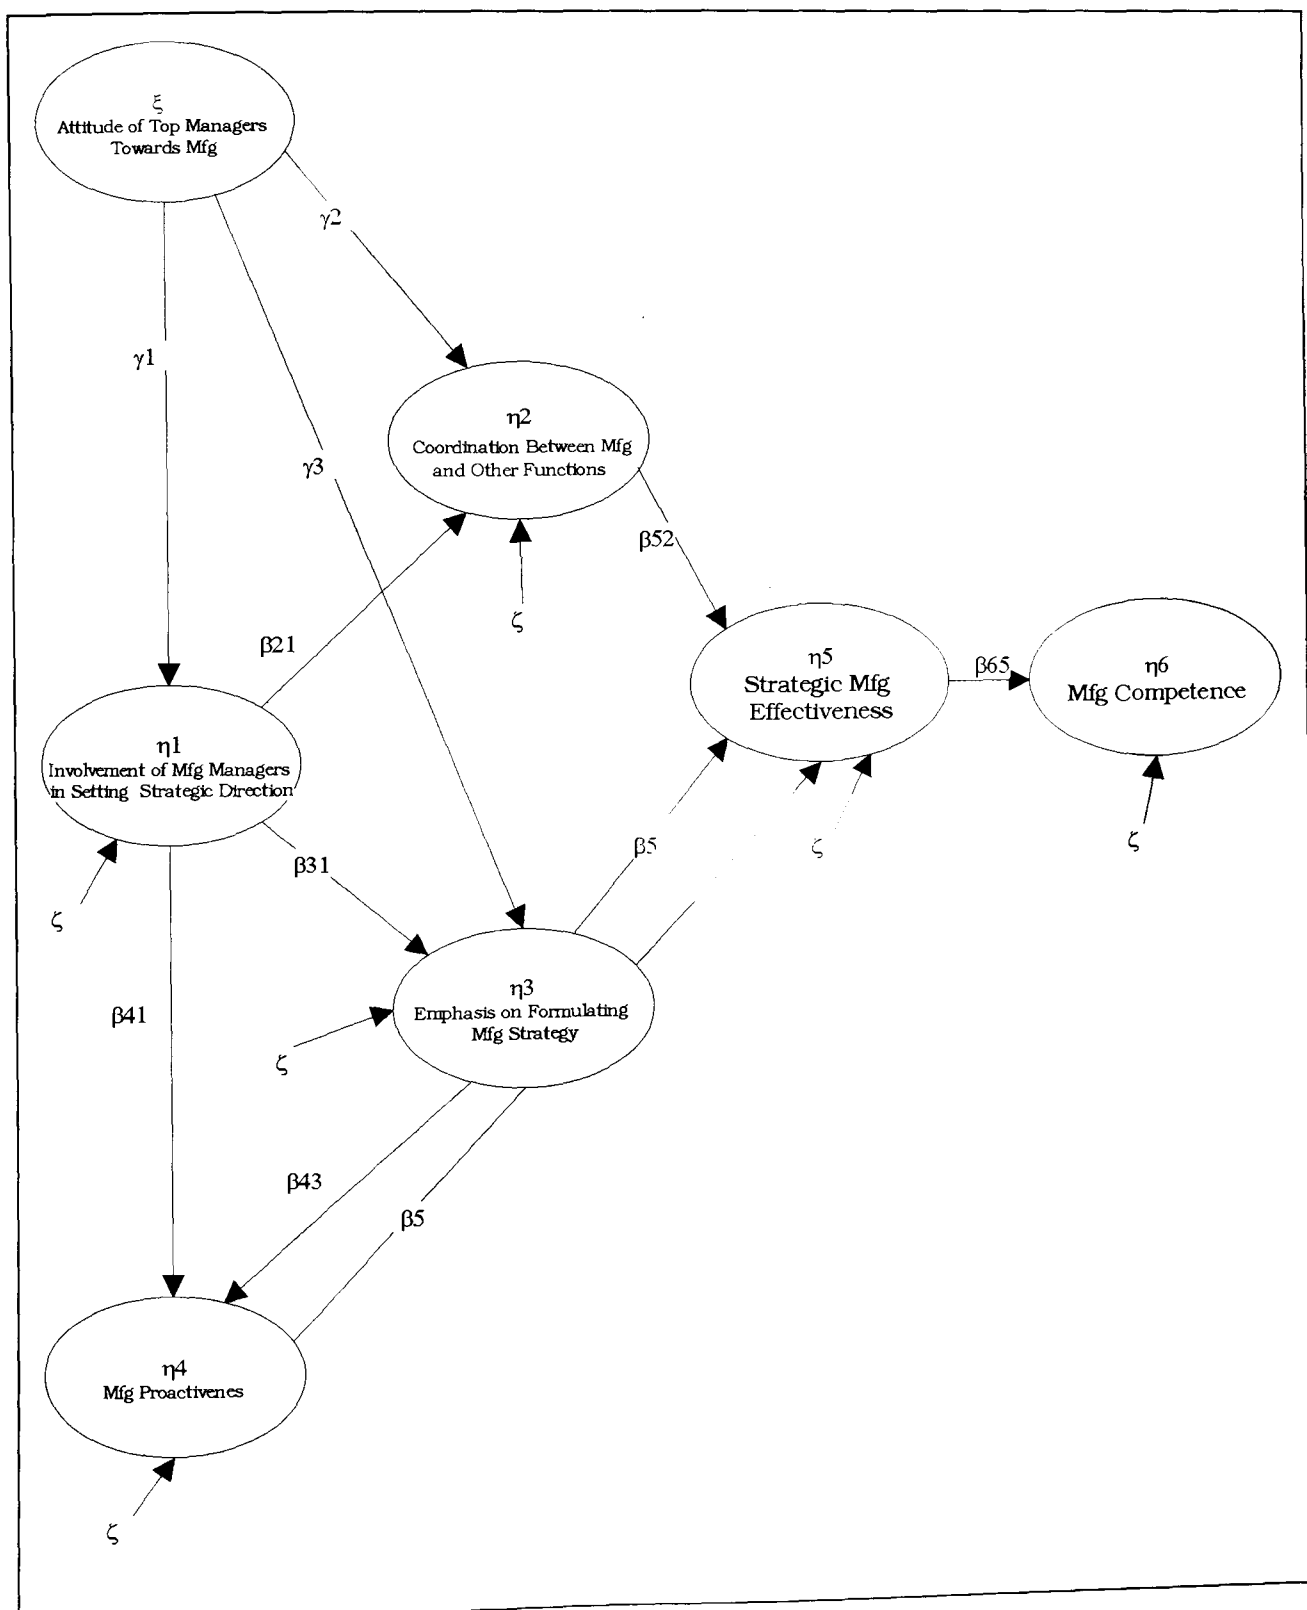 ξ
Attitude of Top Managers
Towards Mfg
γ2
γ1
η2
Coordination Between Mfg
and Other Functions
γ3
β52
ζ
β21
η5
Strategic Mfg
Effectiveness
β65
η6
Mfg Competence
η1
Involvement of Mfg Managers
in Setting Strategic Direction
β31
β5
ζ
ζ
ζ
η3
Emphasis on Formulating
Mfg Strategy
β41
ζ
β43
β5
η4
Mfg Proactivenes
ζ